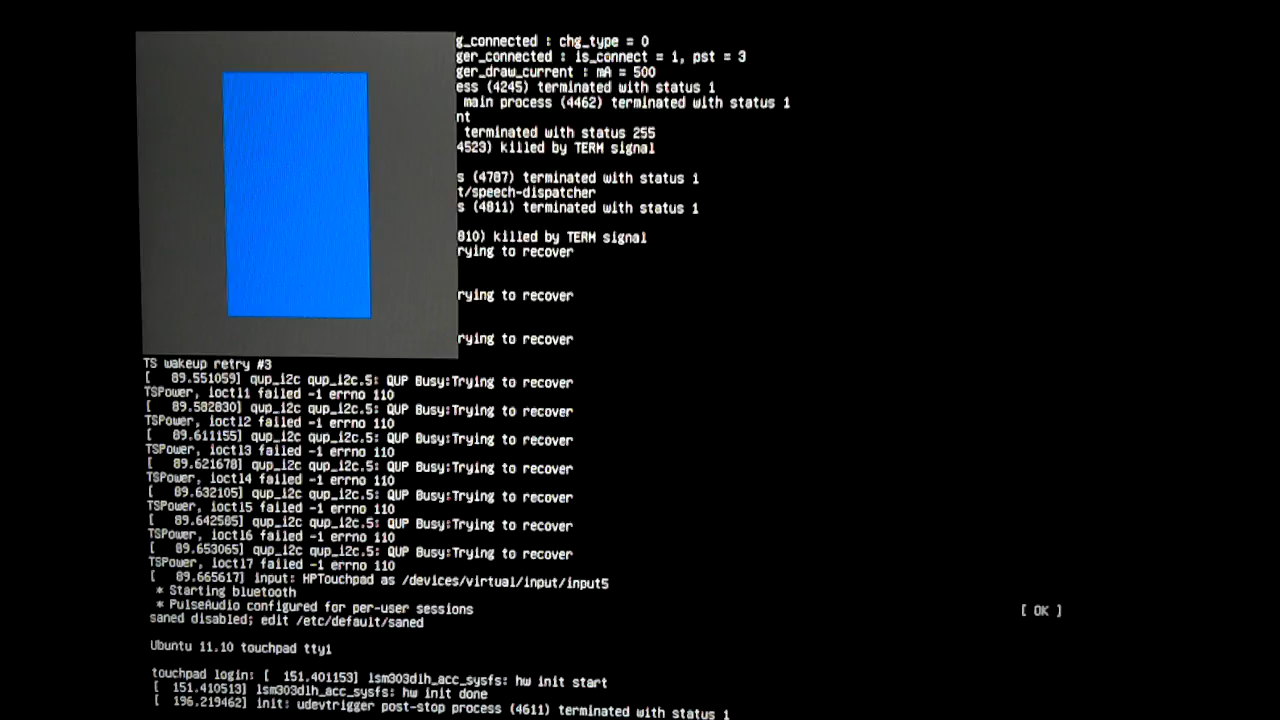 g_connected : chg_type = 0
ger_connected : is_connect = 1, pst = 3
ger_draw_current : mA = 500
ess (4245) terminated with status 1
main process (4462) terminated with status 1
nt
terminated with status 255
4523) killed by TERM signal
s (4787) terminated with status 1
t/speech-dispatcher
s (4811) terminated with status 1
810) killed by TERM signal
rying to recover
rying to recover
rying to recover
TS wakeup retry #3
[   89.551059] qup_i2c qup_i2c.5: QUP Busy:Trying to recover
TSPower, ioctl1 failed -1 errno 110
[   89.582830] qup_i2c qup_i2c.5: QUP Busy:Trying to recover
TSPower, ioctl2 failed -1 errno 110
[   89.611155] qup_i2c qup_i2c.5: QUP Busy:Trying to recover
TSPower, ioctl3 failed -1 errno 110
[   89.621678] qup_i2c qup_i2c.5: QUP Busy:Trying to recover
TSPower, ioctl4 failed -1 errno 110
[   89.632105] qup_i2c qup_i2c.5: QUP Busy:Trying to recover
TSPower, ioctl5 failed -1 errno 110
[   89.642585] qup_i2c qup_i2c.5: QUP Busy:Trying to recover
TSPower, ioctl6 failed -1 errno 110
[   89.653065] qup_i2c qup_i2c.5: QUP Busy:Trying to recover
TSPower, ioctl7 failed -1 errno 110
[   89.665617] input: HPTouchpad as /devices/virtual/input/input5
* Starting bluetooth
* PulseAudio configured for per-user sessions [ OK ]
saned disabled; edit /etc/default/saned
Ubuntu 11.10 touchpad tty1
touchpad login: [  151.401153] lsm303dlh_acc_sysfs: hw init start
[  151.410513] lsm303dlh_acc_sysfs: hw init done
[  196.219462] init: udevtrigger post-stop process (4611) terminated with status 1